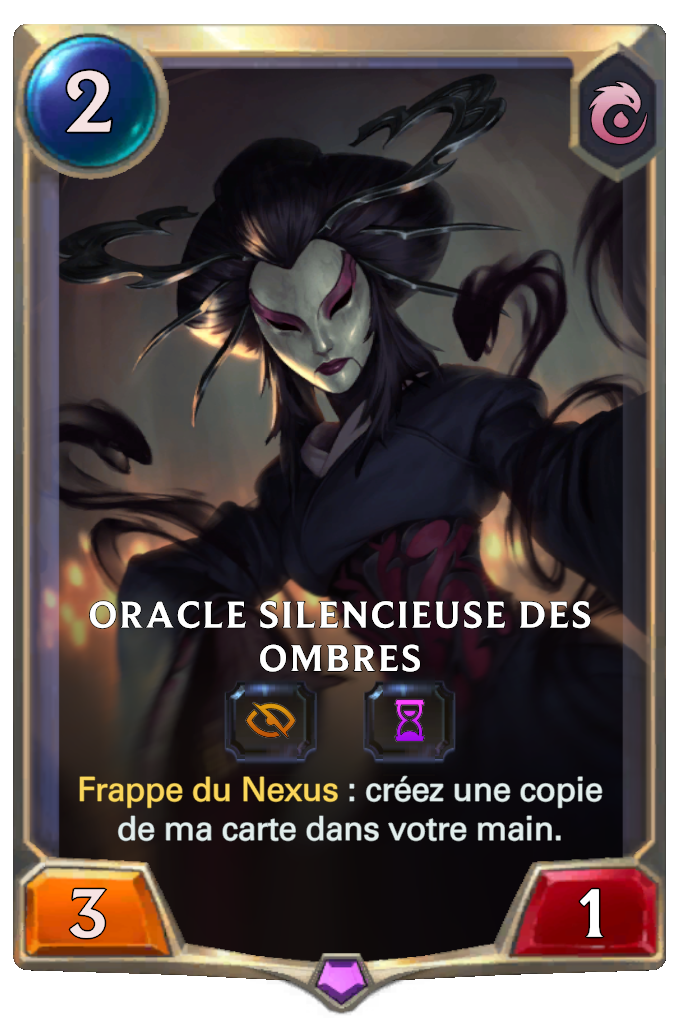 2
ORACLE SILENCIEUSE DES
OMBRES
Frappe du Nexus : créez une copie
de ma carte dans votre main.
3
1